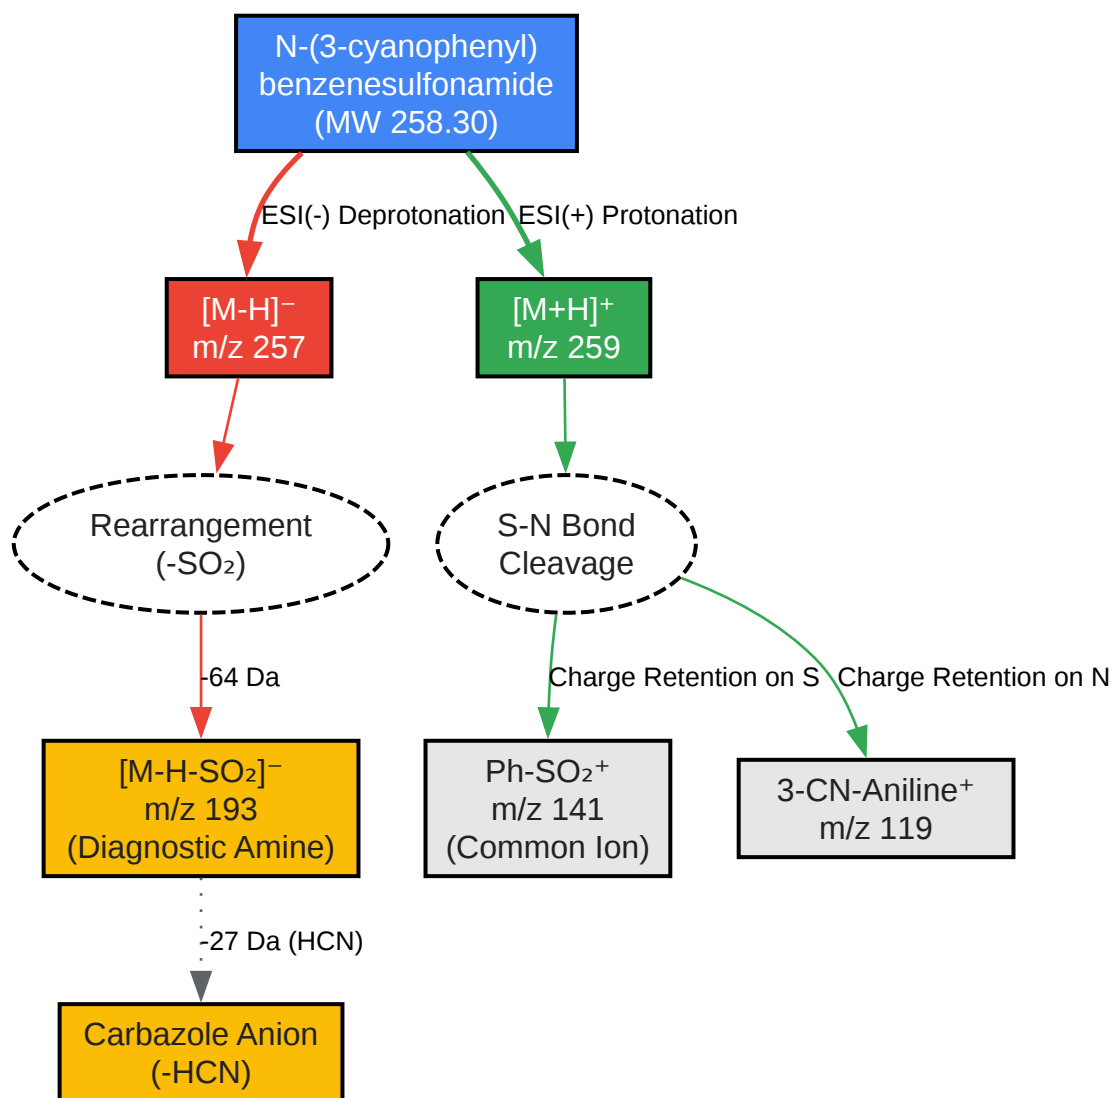 N-(3-cyanophenyl)
benzenesulfonamide
(MW 258.30)
ESI(-) Deprotonation
ESI(+) Protonation
[M-H]⁻
m/z 257
[M+H]⁺
m/z 259
Rearrangement
(-SO₂)
S-N Bond
Cleavage
-64 Da
Charge Retention on S
Charge Retention on N
[M-H-SO₂]⁻
m/z 193
(Diagnostic Amine)
Ph-SO₂⁺
m/z 141
(Common Ion)
3-CN-Aniline⁺
m/z 119
-27 Da (HCN)
Carbazole Anion
(-HCN)